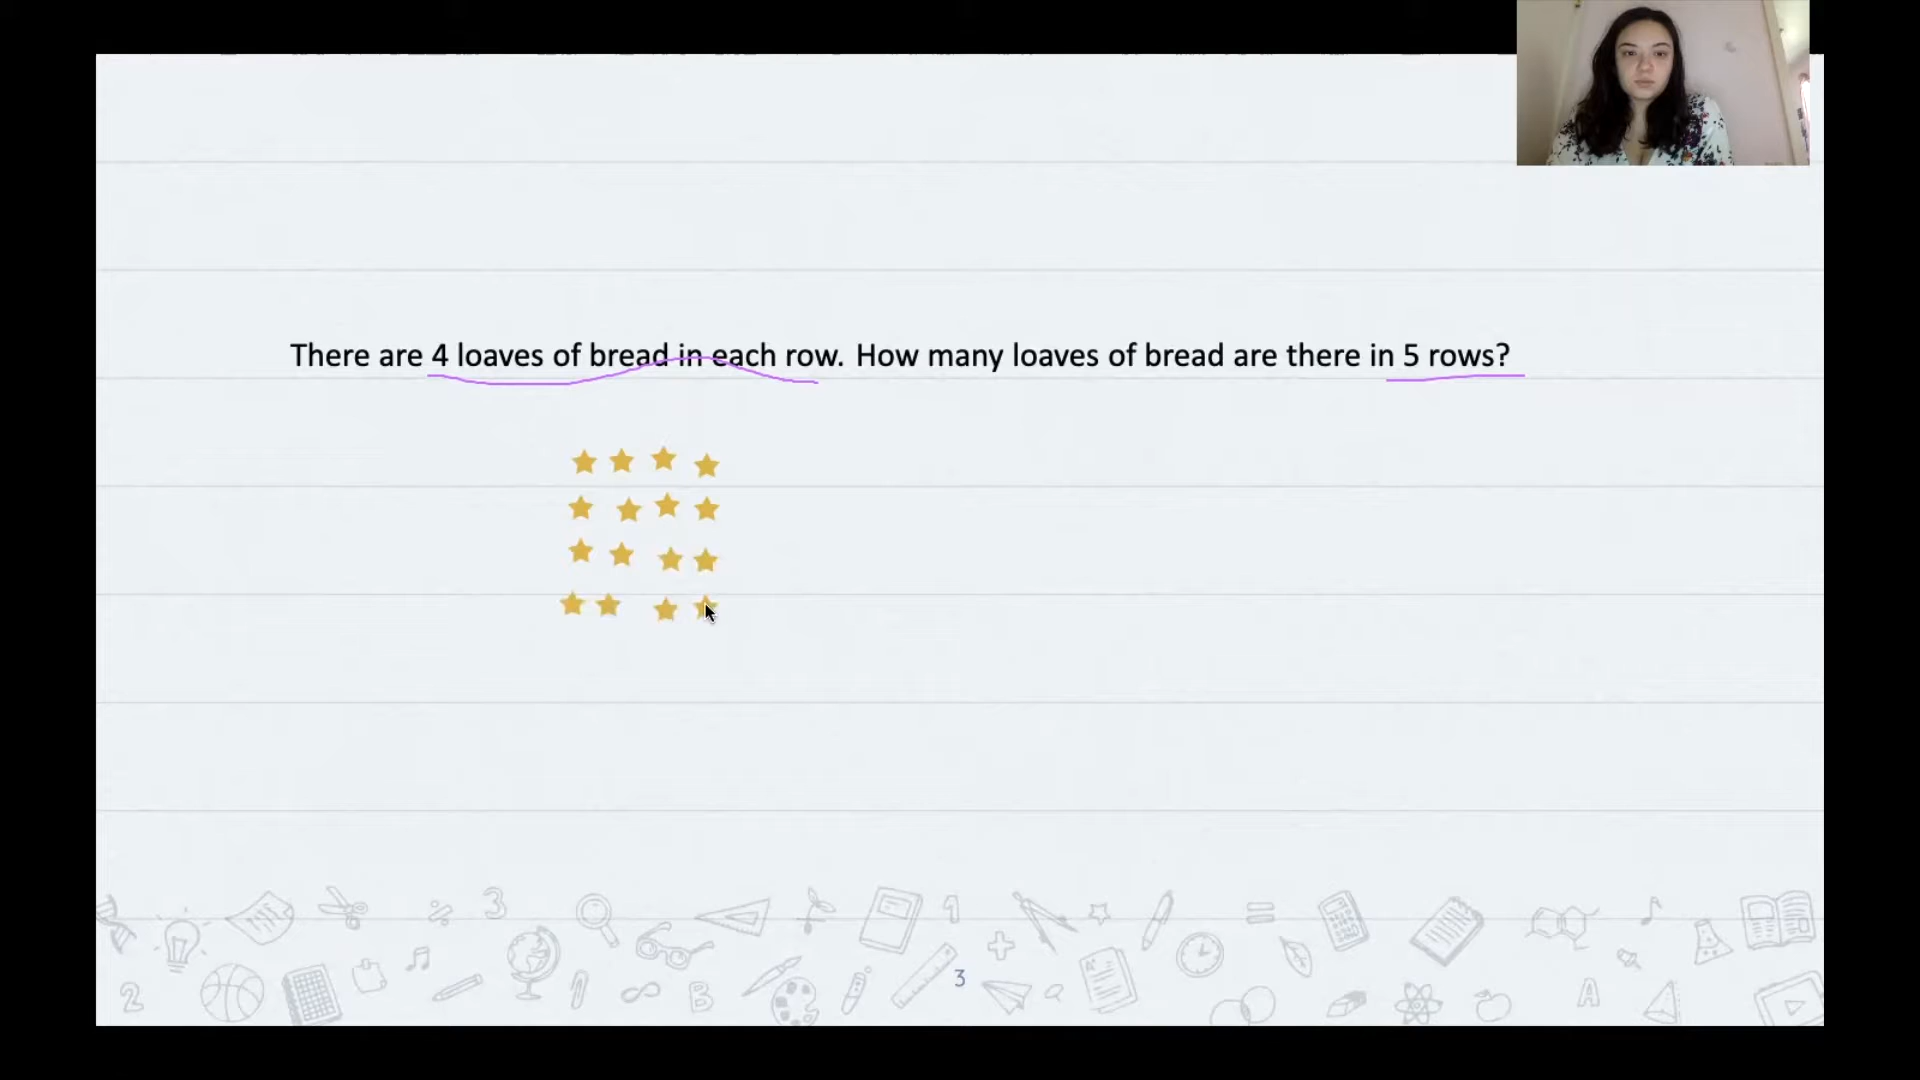 There are 4 loaves of bread in each row. How many loaves of bread are there in 5 rows?
3